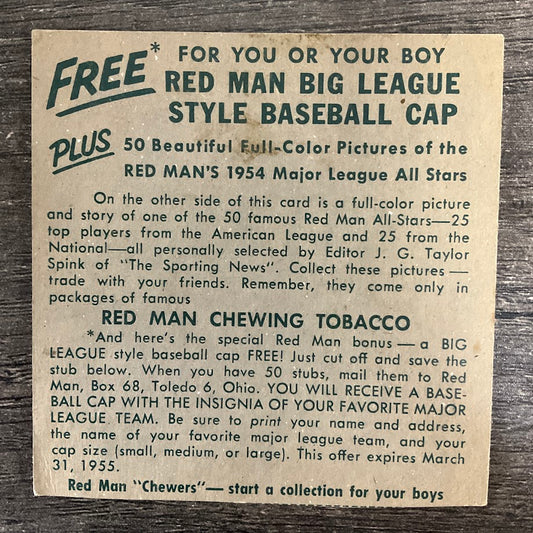 FREE* FOR YOU OR YOUR BOY
RED MAN BIG LEAGUE
STYLE BASEBALL CAP
PLUS 50 Beautiful Full-Color Pictures of the
RED MAN'S 1954 Major League All Stars
On the other side of this card is a full-color picture
and story of one of the 50 famous Red Man All-Stars—25
top players from the American League and 25 from the
National—all personally selected by Editor J. G. Taylor
Spink of "The Sporting News". Collect these pictures—
trade with your friends. Remember, they come only in
packages of famous
RED MAN CHEWING TOBACCO
*And here's the special Red Man bonus—a BIG
LEAGUE style baseball cap FREE! Just cut off and save the
stub below. When you have 50 stubs, mail them to Red
Man, Box 68, Toledo 6, Ohio. YOU WILL RECEIVE A BASE-
BALL CAP WITH THE INSIGNIA OF YOUR FAVORITE MAJOR
LEAGUE TEAM. Be sure to print your name and address,
the name of your favorite major league team, and your
cap size (small, medium, or large). This offer expires March
31, 1955.
Red Man "Chewers"—start a collection for your boys